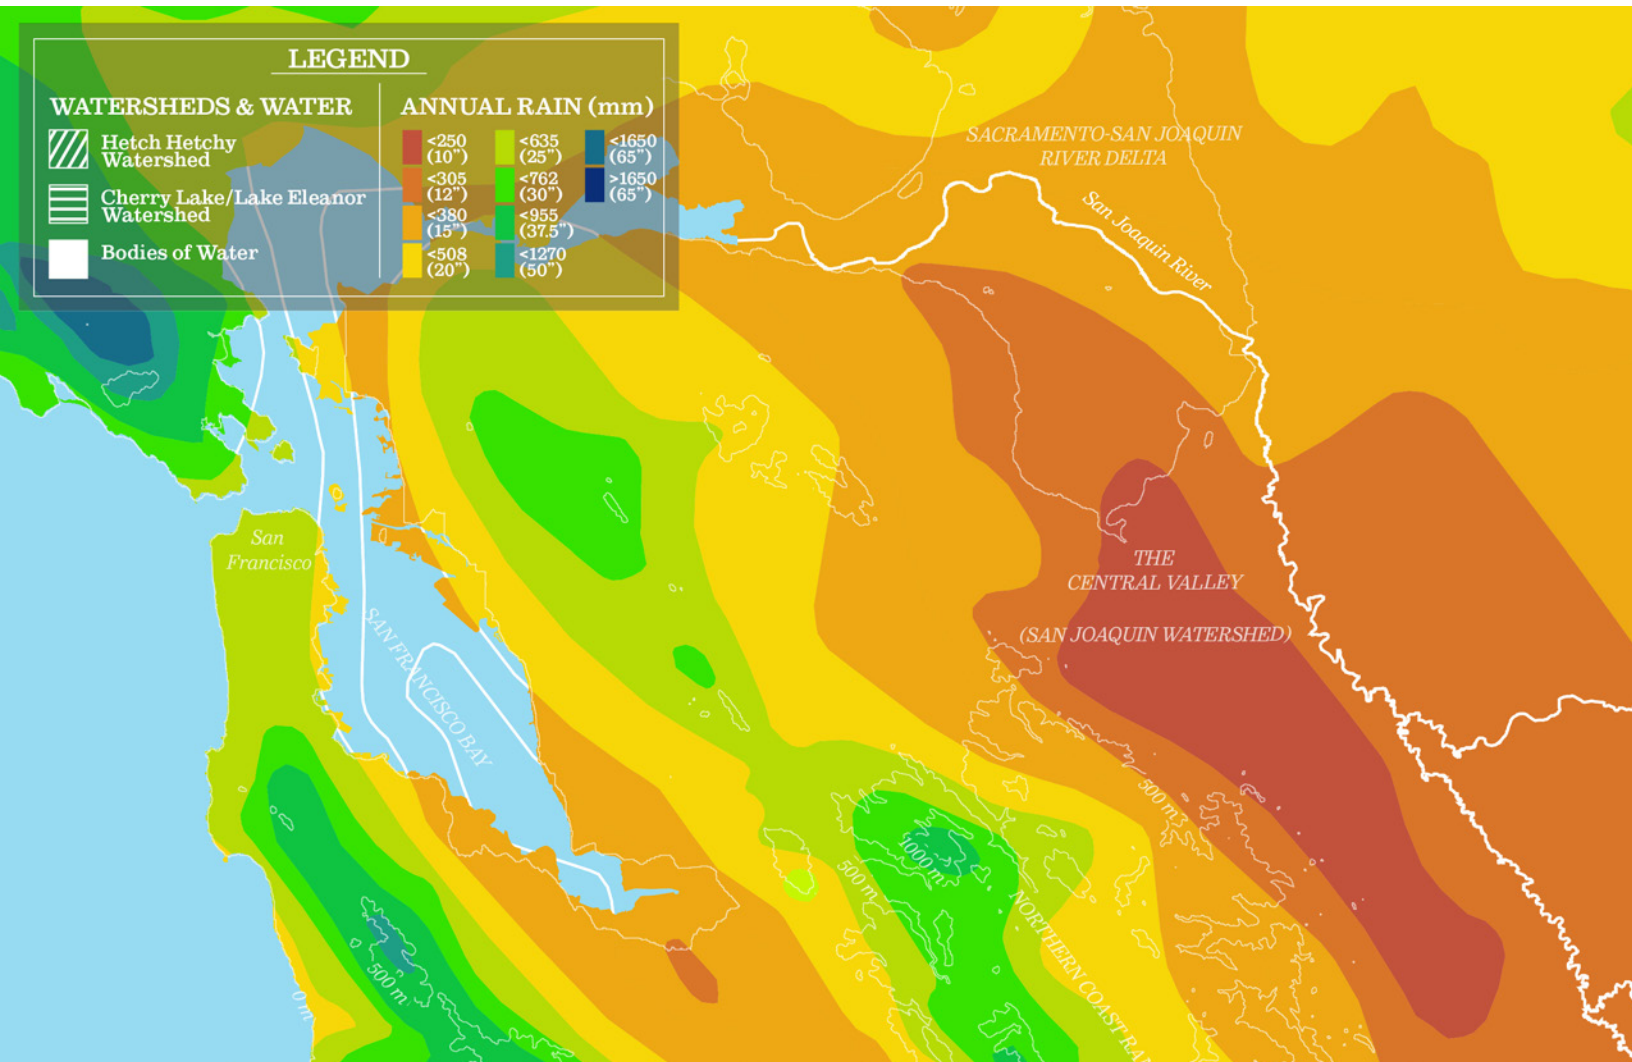 LEGEND
WATERSHEDS & WATER
Hetch Hetchy
Watershed
Cherry Lake/Lake Eleanor
Watershed
Bodies of Water
ANNUAL RAIN (mm)
<250
(10")
<305
(12")
<380
(15")
<508
(20")
<635
(25")
<762
(30")
<955
(37.5")
<1270
(50")
<1650
(65")
>1650
(65")
SACRAMENTO-SAN JOAQUIN
RIVER DELTA
San Joaquin River
San
Francisco
SAN FRANCISCO BAY
THE
CENTRAL VALLEY
(SAN JOAQUIN WATERSHED)
500 m
1000 m
500 m
NORTHERN COAST RAN
500 m
0 m